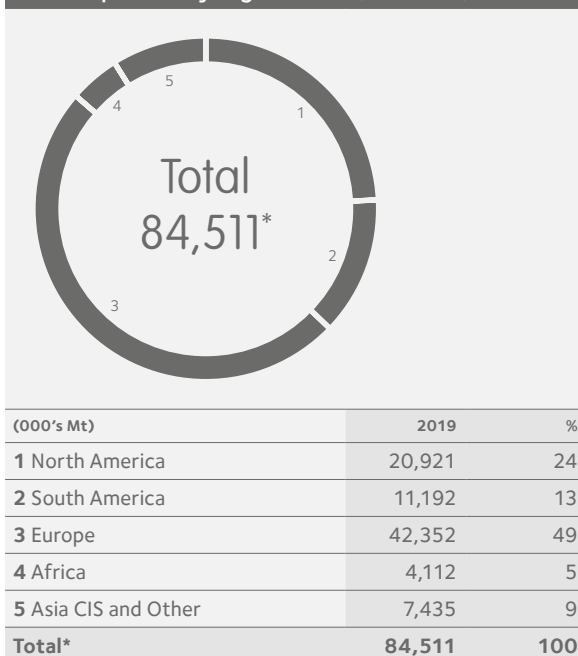 5
4
1
Total
84,511*
2
3
(000's Mt) 2019 %
1 North America 20,921 24
2 South America 11,192 13
3 Europe 42,352 49
4 Africa 4,112 5
5 Asia CIS and Other 7,435 9
Total* 84,511 100